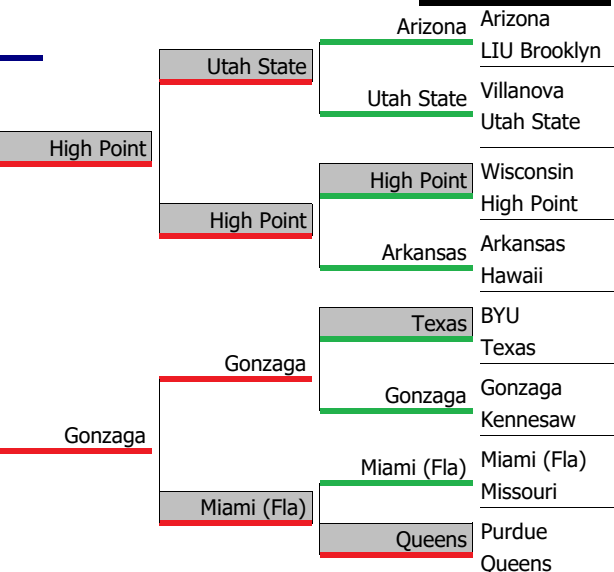 Arizona
Arizona
LIU Brooklyn
Utah State
Utah State
Villanova
Utah State
High Point
High Point
Wisconsin
High Point
High Point
Arkansas
Arkansas
Hawaii
Texas
BYU
Texas
Gonzaga
Gonzaga
Gonzaga
Kennesaw
Gonzaga
Miami (Fla)
Miami (Fla)
Missouri
Miami (Fla)
Queens
Purdue
Queens